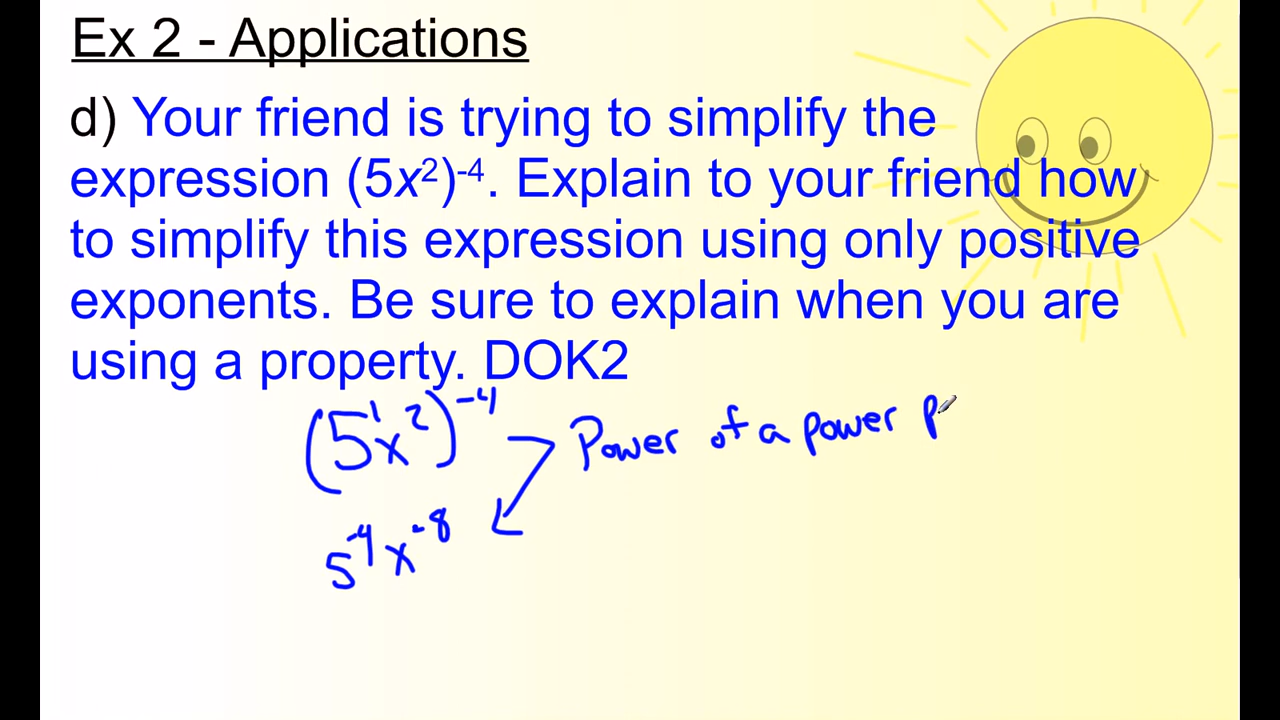 Ex 2 - Applications
d) Your friend is trying to simplify the
expression (5x²)⁻⁴. Explain to your friend how
to simplify this expression using only positive
exponents. Be sure to explain when you are
using a property. DOK2
(5¹x²)⁻⁴ Power of a power p
5⁻⁴x⁻⁸